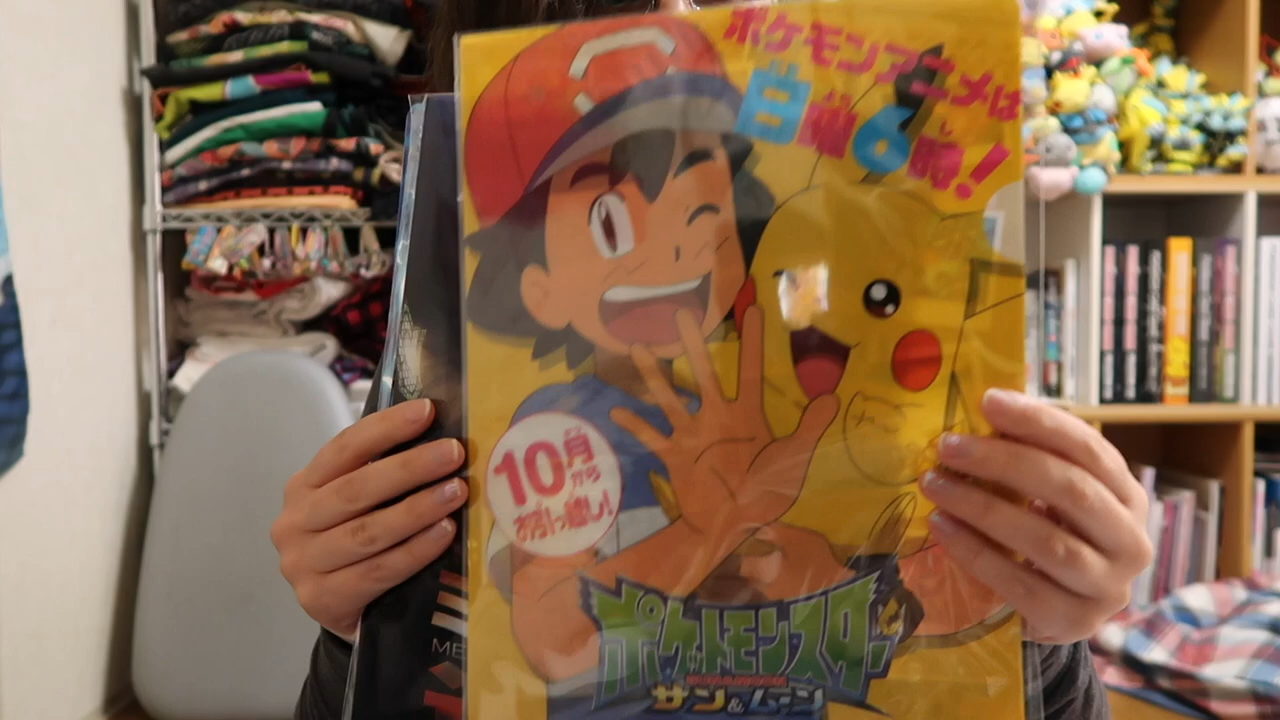 ポケモンアニメは
日曜6時!
10月
から
お引っ越し!
ME
ポケットモンスター
サン&ムーン